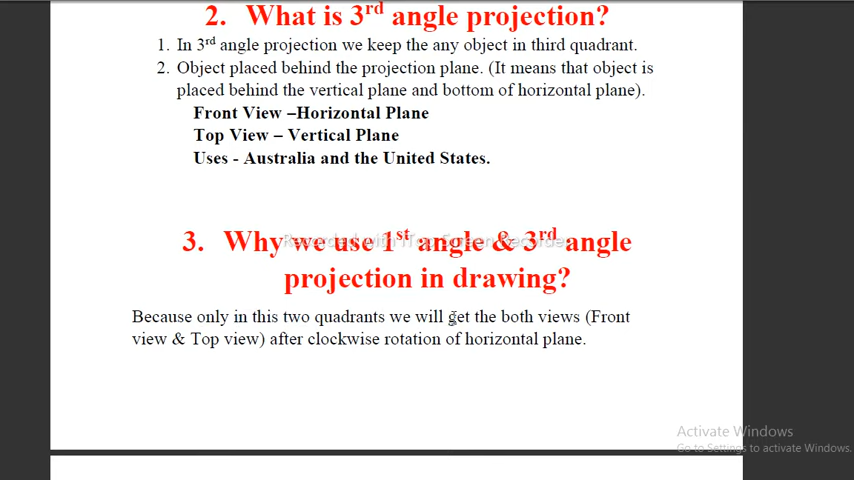 2. What is 3rd angle projection?
1. In 3rd angle projection we keep the any object in third quadrant.
2. Object placed behind the projection plane. (It means that object is
placed behind the vertical plane and bottom of horizontal plane).
Front View –Horizontal Plane
Top View – Vertical Plane
Uses - Australia and the United States.
3. Why we use 1st angle & 3rd angle
Recorded with iTop Screen Recorder
projection in drawing?
Because only in this two quadrants we will get the both views (Front
view & Top view) after clockwise rotation of horizontal plane.
Activate Windows
Go to Settings to activate Windows.